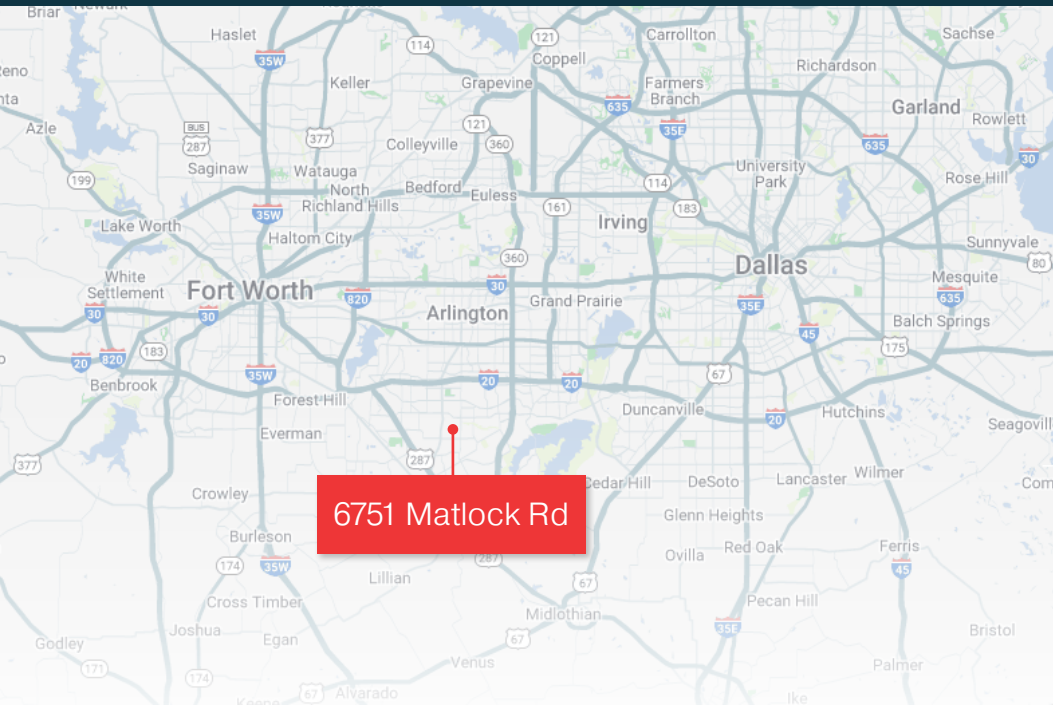 Briar
Newark
Haslet
114
121
Carrollton
Sachse
35W
Coppell
Richardson
Keller
Grapevine
Farmers
Branch
635
Garland
Rowlett
Azle
BUS
287
377
121
35E
Colleyville
360
635
30
Saginaw
Watauga
University
Park
199
North
Richland Hills
Bedford
Euless
114
Rose Hill
35W
161
183
Lake Worth
Irving
Haltom City
Sunnyvale
360
Dallas
80
White
Settlement
Fort Worth
30
Mesquite
820
Grand Prairie
635
30
30
Arlington
35E
Balch Springs
45
183
175
20
820
35W
67
Benbrook
20
20
Forest Hill
Duncanville
20
Hutchins
Everman
Seagovill
377
287
Cedar Hill
DeSoto
Lancaster
Wilmer
Crowley
6751 Matlock Rd
Glenn Heights
Burleson
Ovilla
Red Oak
Ferris
174
35W
287
45
Lillian
67
Cross Timber
Midlothian
Pecan Hill
35E
Joshua
Egan
67
Bristol
Godley
Venus
Palmer
171
174
67
Alvarado
Keene
Ike